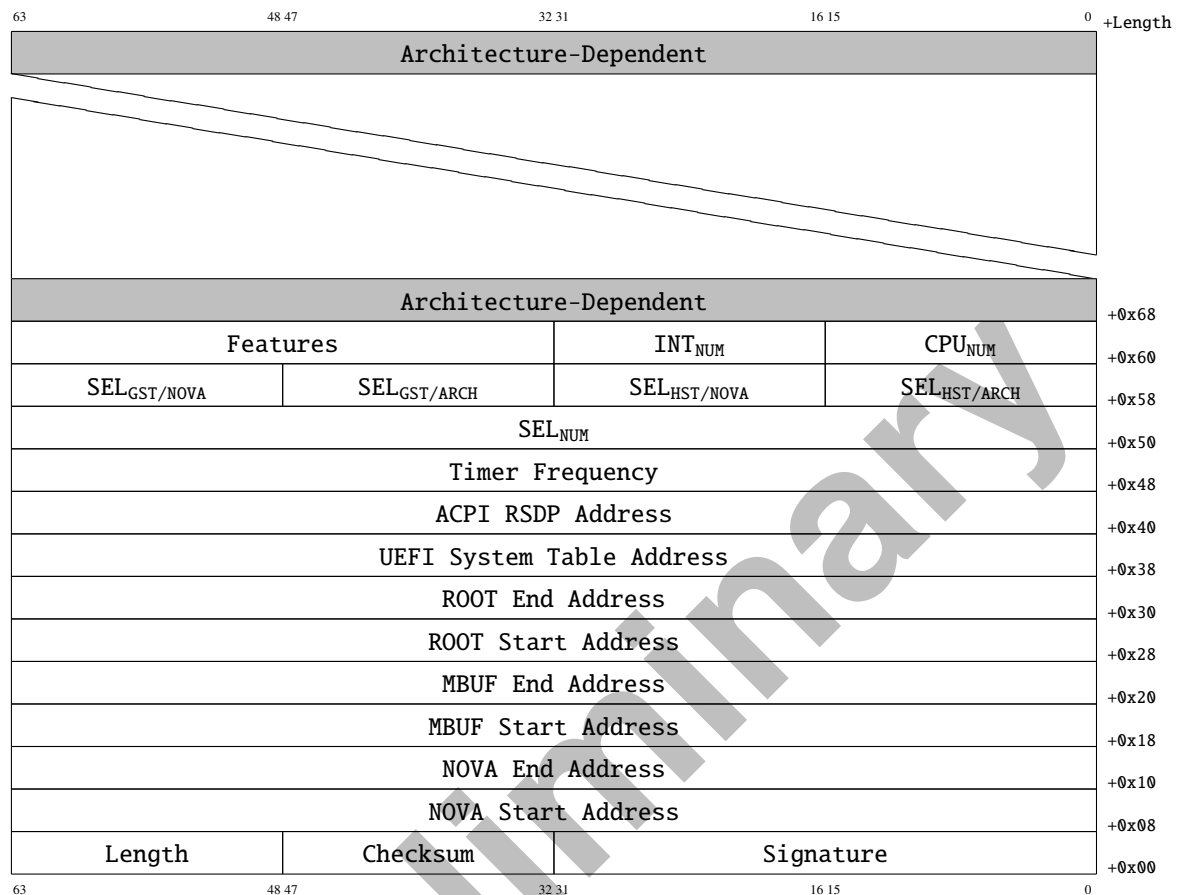 63 48 47 32 31 16 15 0 +Length
Architecture-Dependent
Architecture-Dependent
+0x68
Features INT_NUM CPU_NUM
+0x60
SEL_GST/NOVA SEL_GST/ARCH SEL_HST/NOVA SEL_HST/ARCH
+0x58
SEL_NUM
+0x50
Timer Frequency
+0x48
ACPI RSDP Address
+0x40
UEFI System Table Address
+0x38
ROOT End Address
+0x30
ROOT Start Address
+0x28
MBUF End Address
+0x20
MBUF Start Address
+0x18
NOVA End Address
+0x10
NOVA Start Address
+0x08
Length Checksum Signature
+0x00
63 48 47 32 31 16 15 0
liminary